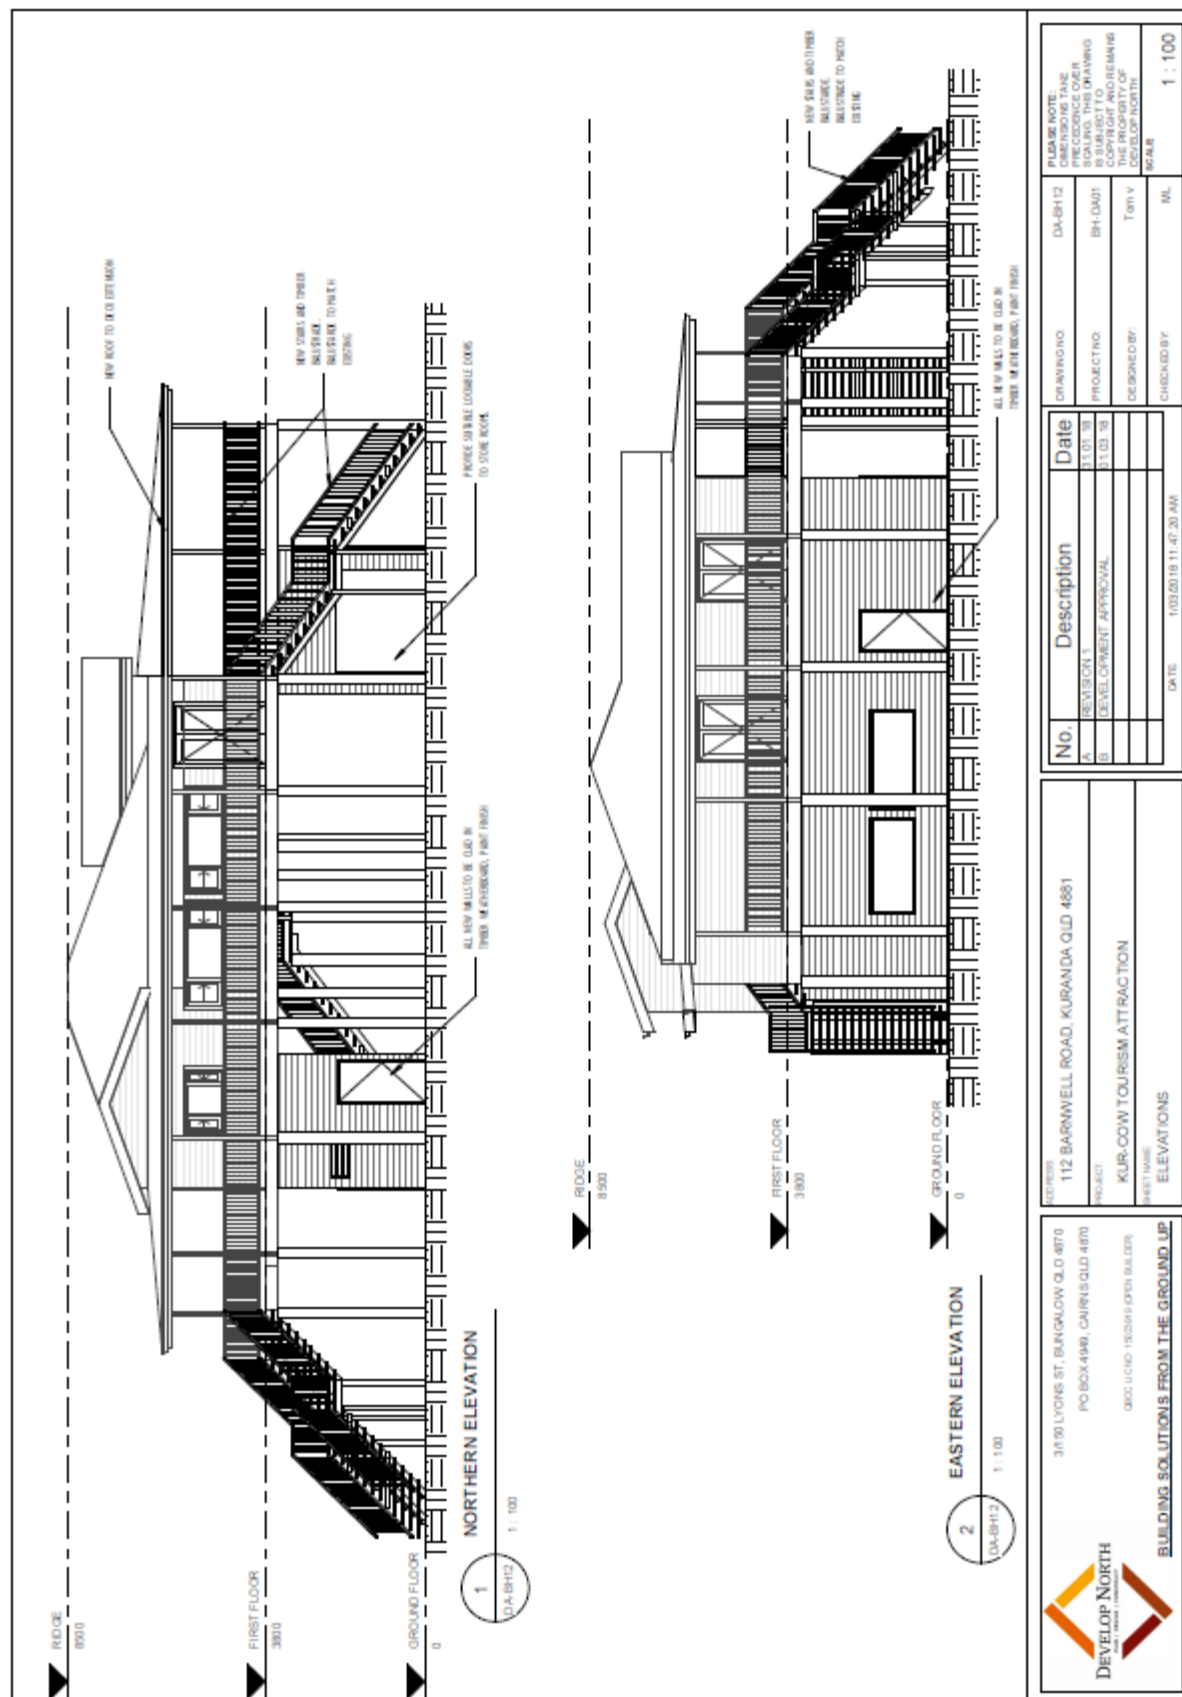 RIDGE
8500
FIRST FLOOR
3800
GROUND FLOOR
0
NEW ROOF TO DECK EXTENSION
NEW STAIRS AND TIMBER
BALUSTRADE.
BALUSTRADE TO MATCH
EXISTING
PROVIDE SUITABLE LOCKABLE DOORS
TO STORE ROOMS.
ALL NEW WALLS TO BE CLAD IN
TIMBER WEATHERBOARD, PAINT FINISH
1
DA-BH12
NORTHERN ELEVATION
1 : 100
RIDGE
8500
FIRST FLOOR
3800
GROUND FLOOR
0
NEW STAIRS AND TIMBER
BALUSTRADE.
BALUSTRADE TO MATCH
EXISTING
ALL NEW WALLS TO BE CLAD IN
TIMBER WEATHERBOARD, PAINT FINISH
2
DA-BH12
EASTERN ELEVATION
1 : 100
DEVELOP NORTH
3/150 LYONS ST, BUNGALOW QLD 4870
PO BOX 4949, CAIRNS QLD 4870
BUILDING SOLUTIONS FROM THE GROUND UP
ADDRESS
112 BARNWELL ROAD, KURANDA QLD 4881
PROJECT
KUR-COW TOURISM ATTRACTION
SHEET NAME
ELEVATIONS
No. Description Date
A REVISION 1 31.01.18
B DEVELOPMENT APPROVAL 01.03.18
DATE: 1/03/2018 11:47:20 AM
DRAWING NO: DA-BH12
PROJECT NO: BH-DA01
DESIGNED BY: Tom V
CHECKED BY: ML
PLEASE NOTE:
DIMENSIONS TAKE
PRECEDENCE OVER
SCALING. THIS DRAWING
IS SUBJECT TO
COPYRIGHT AND REMAINS
THE PROPERTY OF
DEVELOP NORTH
SCALE
1 : 100